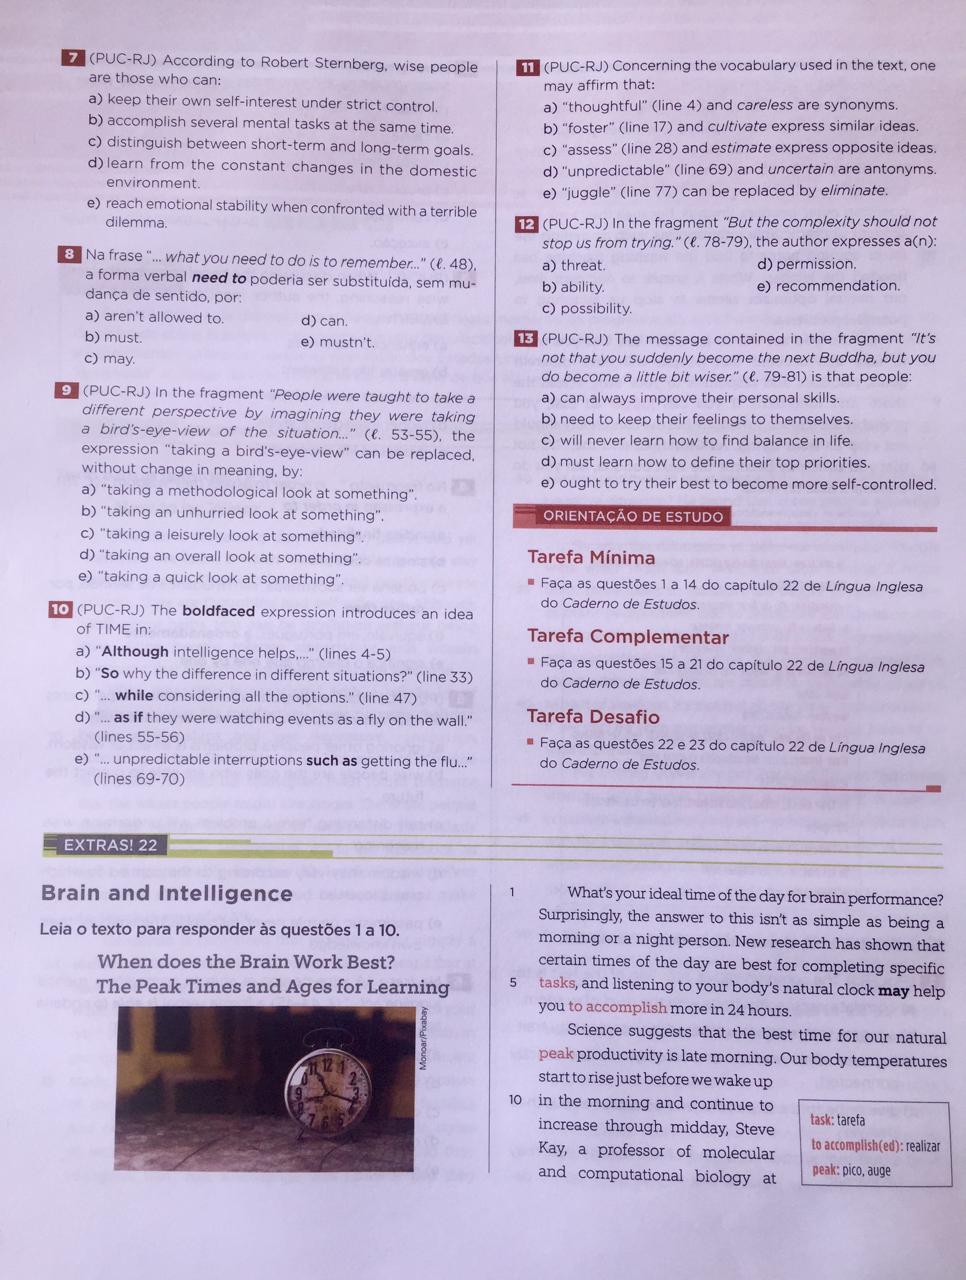 7 (PUC-RJ) According to Robert Sternberg, wise people
are those who can:
a) keep their own self-interest under strict control.
b) accomplish several mental tasks at the same time.
c) distinguish between short-term and long-term goals.
d) learn from the constant changes in the domestic
environment.
e) reach emotional stability when confronted with a terrible
dilemma.
8 Na frase "... what you need to do is to remember..." (ℓ. 48),
a forma verbal need to poderia ser substituída, sem mu-
dança de sentido, por:
a) aren't allowed to.
b) must.
c) may.
d) can.
e) mustn't.
9 (PUC-RJ) In the fragment "People were taught to take a
different perspective by imagining they were taking
a bird's-eye-view of the situation..." (ℓ. 53-55), the
expression "taking a bird's-eye-view" can be replaced,
without change in meaning, by:
a) "taking a methodological look at something".
b) "taking an unhurried look at something".
c) "taking a leisurely look at something".
d) "taking an overall look at something".
e) "taking a quick look at something".
10 (PUC-RJ) The boldfaced expression introduces an idea
of TIME in:
a) "Although intelligence helps,..." (lines 4-5)
b) "So why the difference in different situations?" (line 33)
c) "... while considering all the options." (line 47)
d) "... as if they were watching events as a fly on the wall."
(lines 55-56)
e) "... unpredictable interruptions such as getting the flu..."
(lines 69-70)
11 (PUC-RJ) Concerning the vocabulary used in the text, one
may affirm that:
a) "thoughtful" (line 4) and careless are synonyms.
b) "foster" (line 17) and cultivate express similar ideas.
c) "assess" (line 28) and estimate express opposite ideas.
d) "unpredictable" (line 69) and uncertain are antonyms.
e) "juggle" (line 77) can be replaced by eliminate.
12 (PUC-RJ) In the fragment "But the complexity should not
stop us from trying." (ℓ. 78-79), the author expresses a(n):
a) threat.
b) ability.
c) possibility.
d) permission.
e) recommendation.
13 (PUC-RJ) The message contained in the fragment "It's
not that you suddenly become the next Buddha, but you
do become a little bit wiser." (ℓ. 79-81) is that people:
a) can always improve their personal skills.
b) need to keep their feelings to themselves.
c) will never learn how to find balance in life.
d) must learn how to define their top priorities.
e) ought to try their best to become more self-controlled.
ORIENTAÇÃO DE ESTUDO
Tarefa Mínima
Faça as questões 1 a 14 do capítulo 22 de Língua Inglesa
do Caderno de Estudos.
Tarefa Complementar
Faça as questões 15 a 21 do capítulo 22 de Língua Inglesa
do Caderno de Estudos.
Tarefa Desafio
Faça as questões 22 e 23 do capítulo 22 de Língua Inglesa
do Caderno de Estudos.
EXTRAS! 22
Brain and Intelligence
Leia o texto para responder às questões 1 a 10.
When does the Brain Work Best?
The Peak Times and Ages for Learning
Monoar/Pixabay
1 What's your ideal time of the day for brain performance?
Surprisingly, the answer to this isn't as simple as being a
morning or a night person. New research has shown that
certain times of the day are best for completing specific
5 tasks, and listening to your body's natural clock may help
you to accomplish more in 24 hours.
Science suggests that the best time for our natural
peak productivity is late morning. Our body temperatures
start to rise just before we wake up
10 in the morning and continue to
increase through midday, Steve
Kay, a professor of molecular
and computational biology at
task: tarefa
to accomplish(ed): realizar
peak: pico, auge